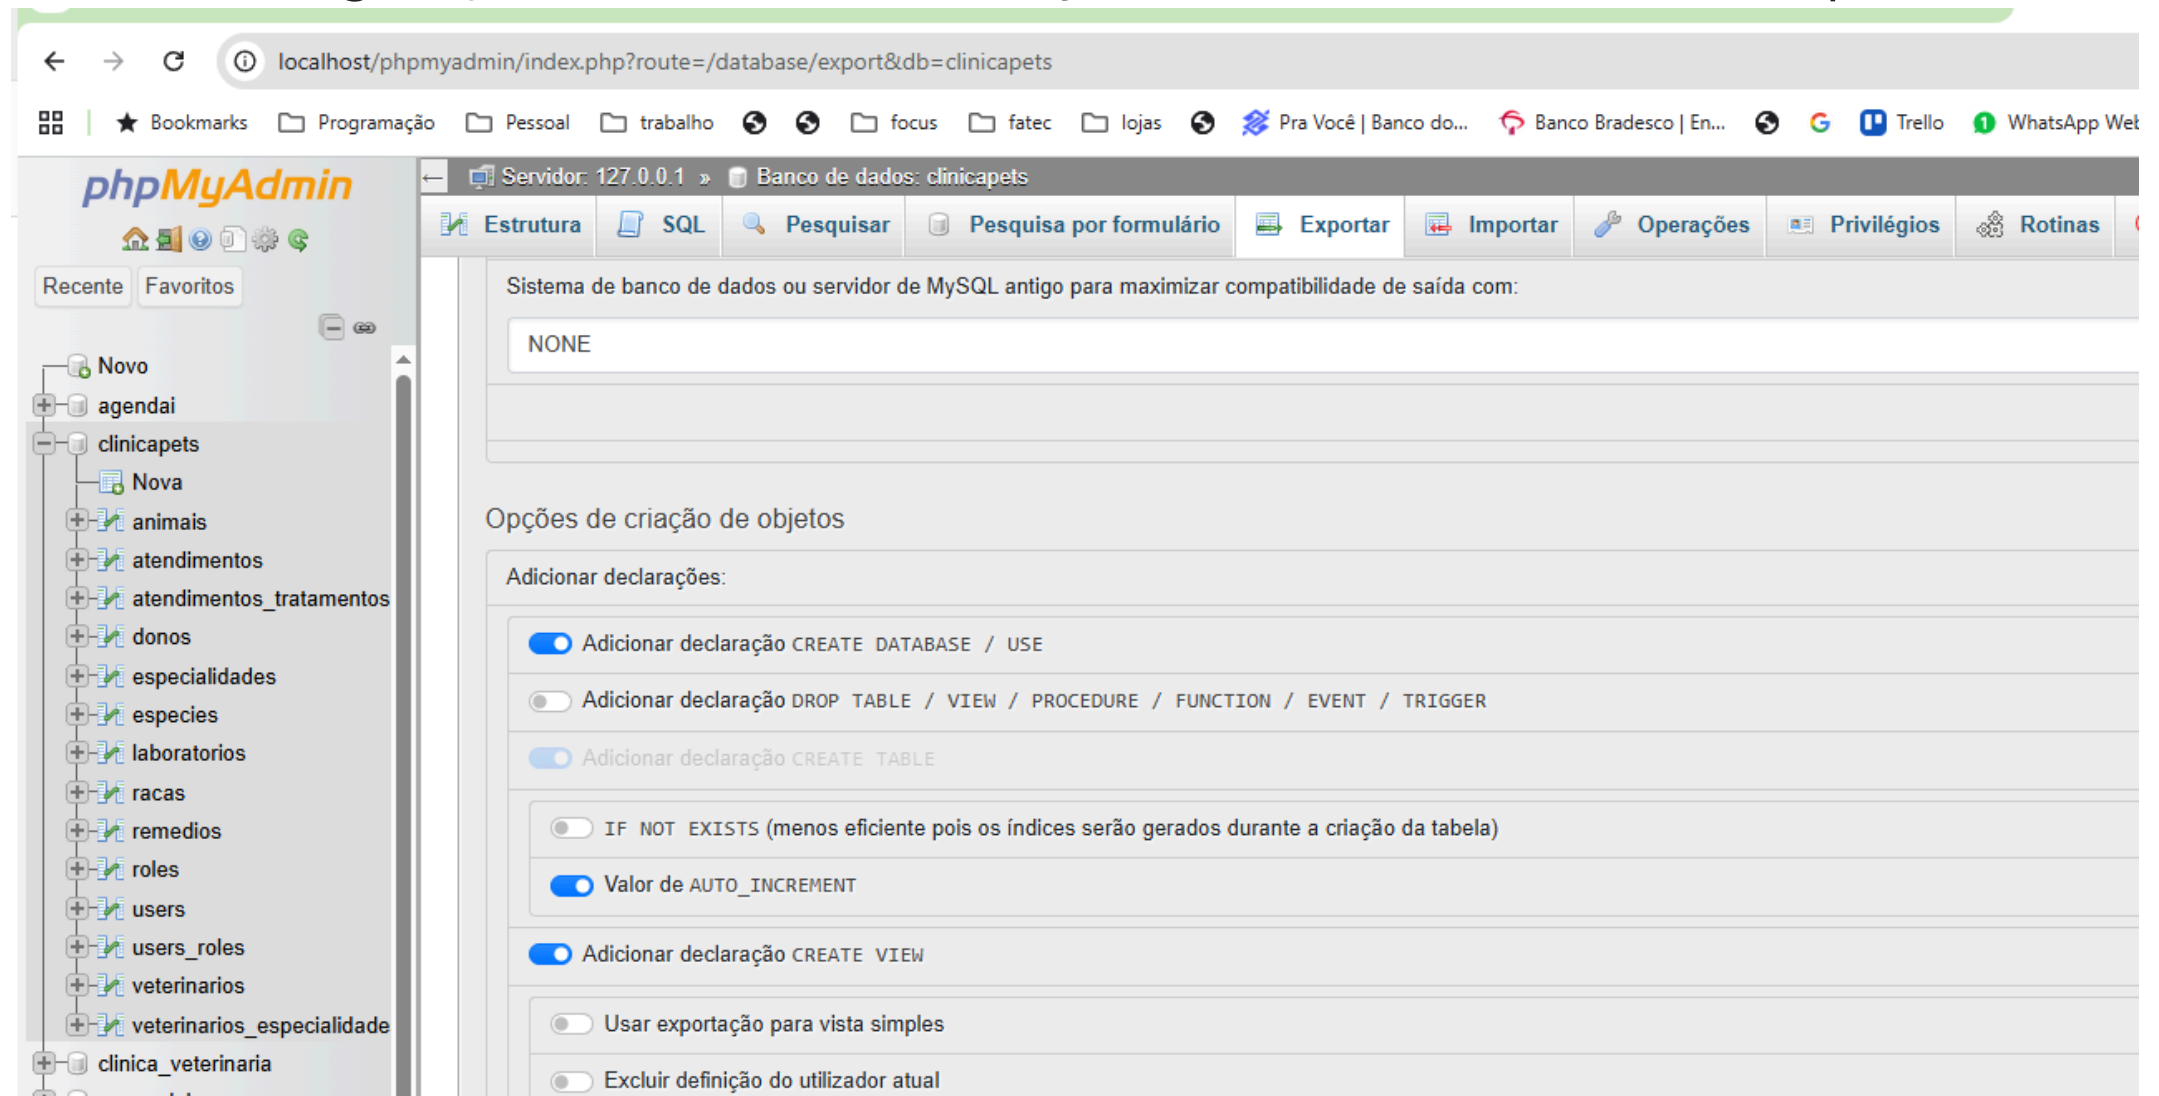 localhost/phpmyadmin/index.php?route=/database/export&db=clinicapets
Bookmarks Programação Pessoal trabalho focus fatec lojas Pra Você | Banco do... Banco Bradesco | En... Trello WhatsApp Web
phpMyAdmin
Servidor: 127.0.0.1 » Banco de dados: clinicapets
Estrutura SQL Pesquisar Pesquisa por formulário Exportar Importar Operações Privilégios Rotinas
Recente Favoritos
Novo
agendai
clinicapets
Nova
animais
atendimentos
atendimentos_tratamentos
donos
especialidades
especies
laboratorios
racas
remedios
roles
users
users_roles
veterinarios
veterinarios_especialidade
clinica_veterinaria
Sistema de banco de dados ou servidor de MySQL antigo para maximizar compatibilidade de saída com:
NONE
Opções de criação de objetos
Adicionar declarações:
Adicionar declaração CREATE DATABASE / USE
Adicionar declaração DROP TABLE / VIEW / PROCEDURE / FUNCTION / EVENT / TRIGGER
Adicionar declaração CREATE TABLE
IF NOT EXISTS (menos eficiente pois os índices serão gerados durante a criação da tabela)
Valor de AUTO_INCREMENT
Adicionar declaração CREATE VIEW
Usar exportação para vista simples
Excluir definição do utilizador atual